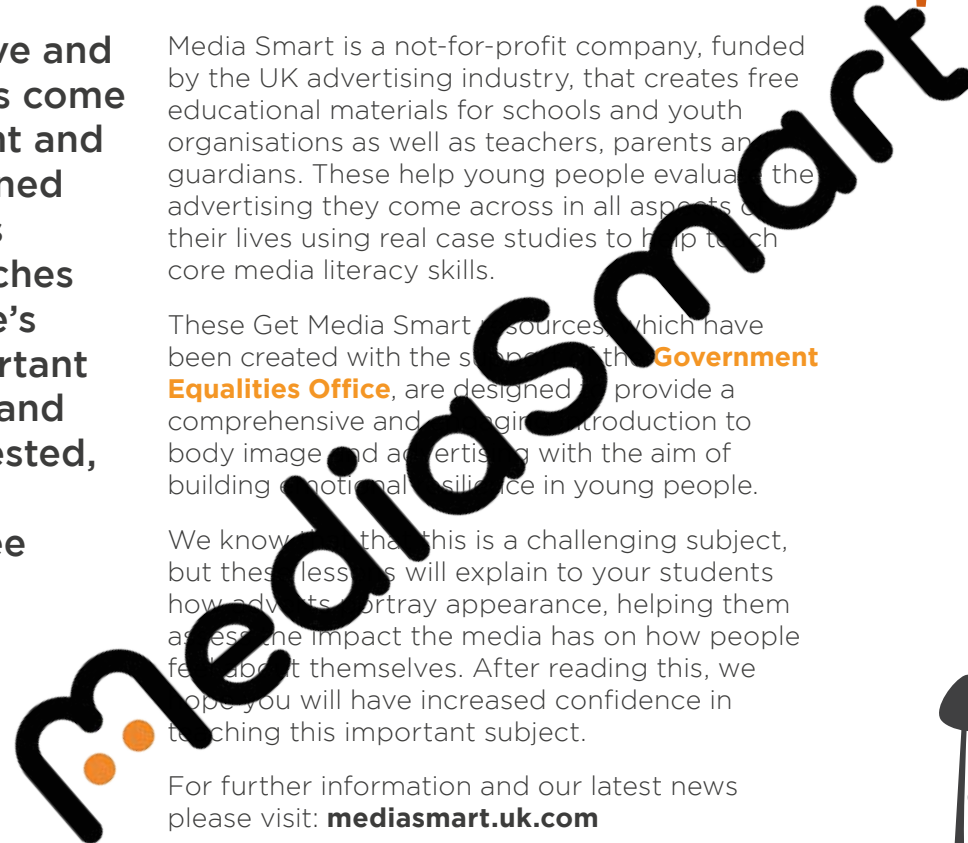 ve and
s come
nt and
ned
s
ches
e's
rtant
and
ested,
ee
Media Smart is a not-for-profit company, funded
by the UK advertising industry, that creates free
educational materials for schools and youth
organisations as well as teachers, parents an
guardians. These help young people evaluate the
advertising they come across in all aspects
their lives using real case studies to help teach
core media literacy skills.
These Get Media Smart resources, which have
been created with the support of the Government
Equalities Office, are designed to provide a
comprehensive and engaging introduction to
body image and advertising with the aim of
building emotional resilience in young people.
We know that this is a challenging subject,
but these lessons will explain to your students
how adverts portray appearance, helping them
assess the impact the media has on how people
feel about themselves. After reading this, we
hope you will have increased confidence in
teaching this important subject.
For further information and our latest news
please visit: mediasmart.uk.com
mediaSmart